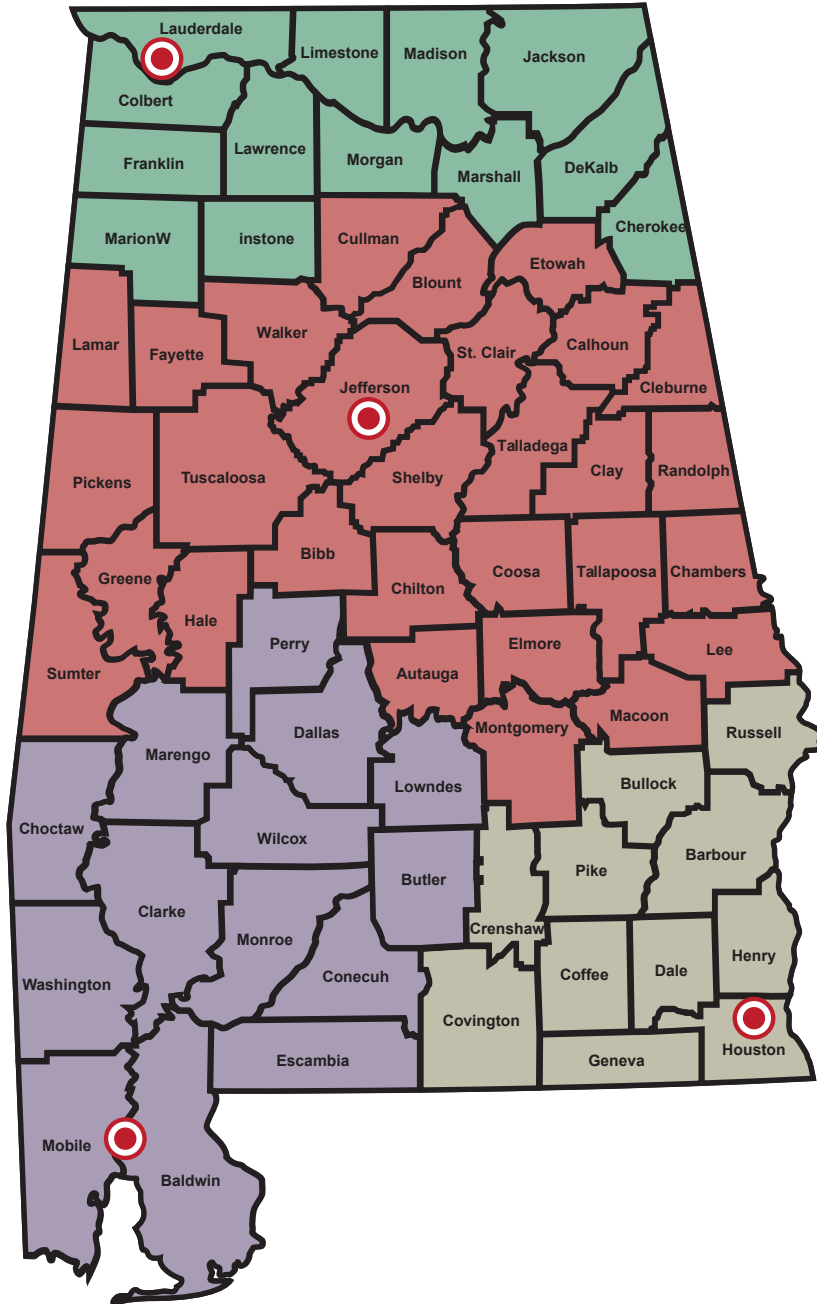 Lauderdale
Limestone
Madison
Jackson
Colbert
Franklin
Lawrence
Morgan
Marshall
DeKalb
Cherokee
MarionW
instone
Cullman
Blount
Etowah
Lamar
Fayette
Walker
Jefferson
St. Clair
Calhoun
Cleburne
Pickens
Tuscaloosa
Shelby
Talladega
Clay
Randolph
Greene
Hale
Bibb
Chilton
Coosa
Tallapoosa
Chambers
Sumter
Perry
Autauga
Elmore
Lee
Marengo
Dallas
Lowndes
Montgomery
Macoon
Russell
Choctaw
Wilcox
Butler
Bullock
Pike
Barbour
Clarke
Monroe
Crenshaw
Washington
Conecuh
Covington
Coffee
Dale
Henry
Escambia
Geneva
Houston
Mobile
Baldwin